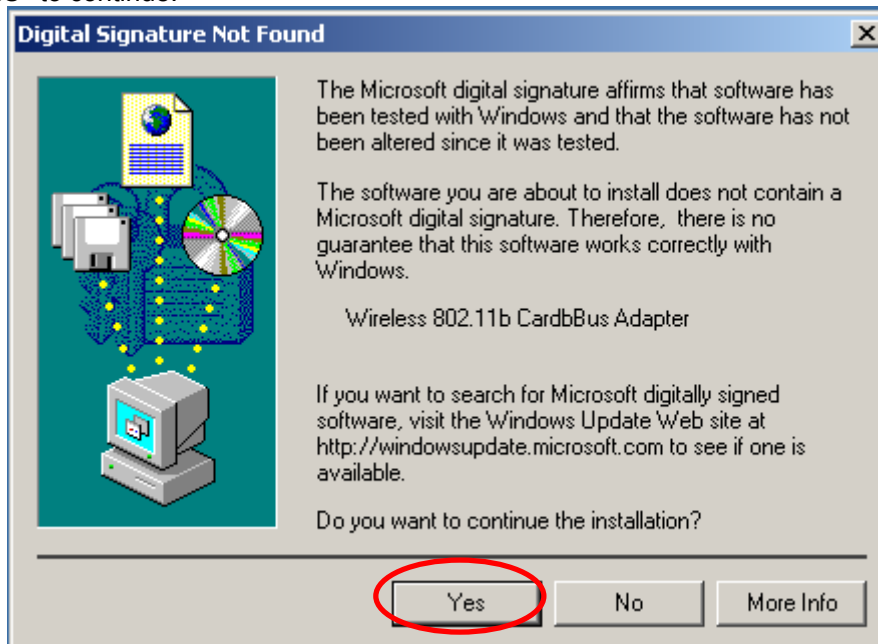 to continue.
Digital Signature Not Found
The Microsoft digital signature affirms that software has
been tested with Windows and that the software has not
been altered since it was tested.
The software you are about to install does not contain a
Microsoft digital signature. Therefore, there is no
guarantee that this software works correctly with
Windows.
Wireless 802.11b CardbBus Adapter
If you want to search for Microsoft digitally signed
software, visit the Windows Update Web site at
http://windowsupdate.microsoft.com to see if one is
available.
Do you want to continue the installation?
Yes No More Info